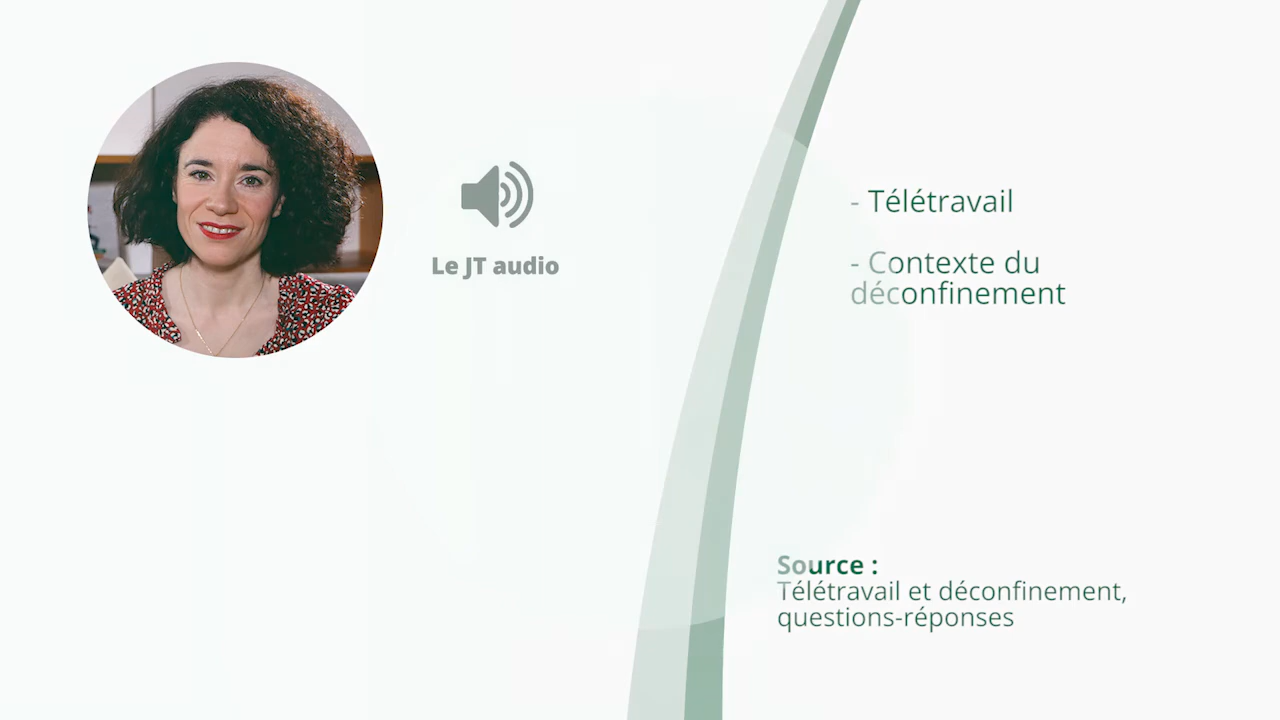 Le JT audio
- Télétravail
- Contexte du
déconfinement
Source :
Télétravail et déconfinement,
questions-réponses